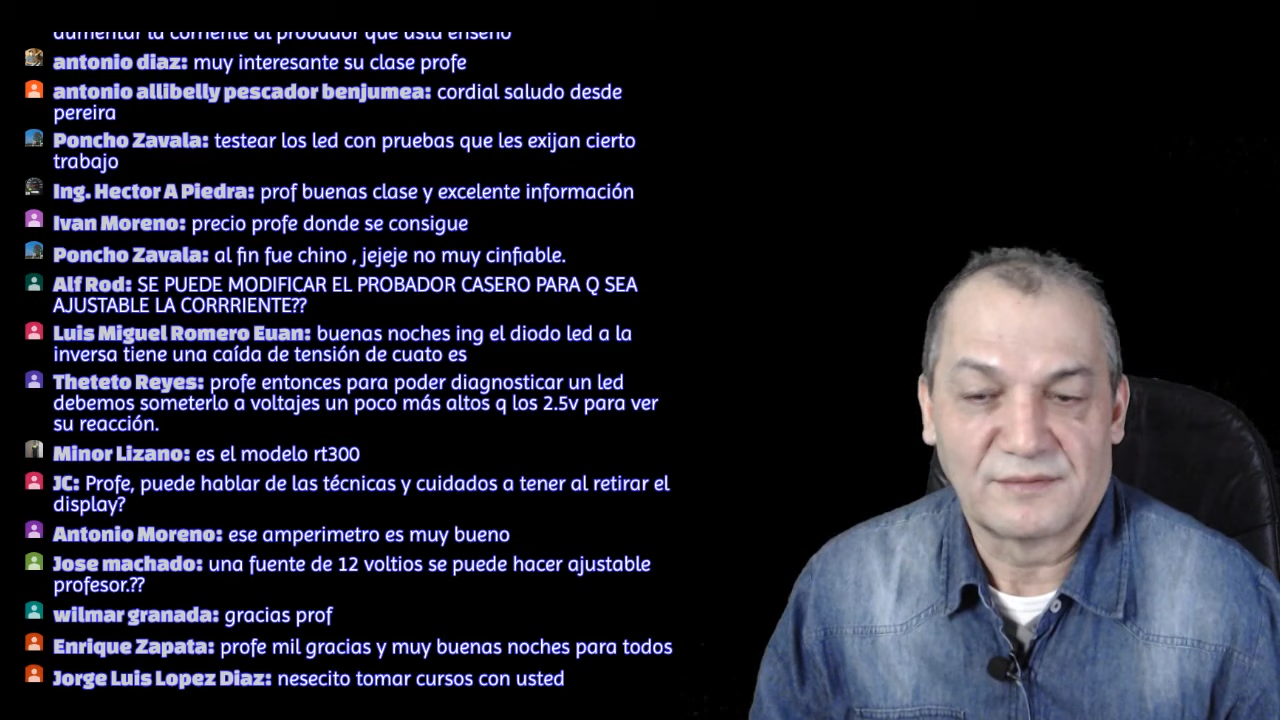 aumentar la corriente al probador que usta enseño
antonio diaz: muy interesante su clase profe
antonio allibelly pescador benjumea: cordial saludo desde
pereira
Poncho Zavala: testear los led con pruebas que les exijan cierto
trabajo
Ing. Hector A Piedra: prof buenas clase y excelente información
Ivan Moreno: precio profe donde se consigue
Poncho Zavala: al fin fue chino , jejeje no muy cinfiable.
Alf Rod: SE PUEDE MODIFICAR EL PROBADOR CASERO PARA Q SEA
AJUSTABLE LA CORRRIENTE??
Luis Miguel Romero Euan: buenas noches ing el diodo led a la
inversa tiene una caída de tensión de cuato es
Theteto Reyes: profe entonces para poder diagnosticar un led
debemos someterlo a voltajes un poco más altos q los 2.5v para ver
su reacción.
Minor Lizano: es el modelo rt300
JC: Profe, puede hablar de las técnicas y cuidados a tener al retirar el
display?
Antonio Moreno: ese amperimetro es muy bueno
Jose machado: una fuente de 12 voltios se puede hacer ajustable
profesor.??
wilmar granada: gracias prof
Enrique Zapata: profe mil gracias y muy buenas noches para todos
Jorge Luis Lopez Diaz: nesecito tomar cursos con usted